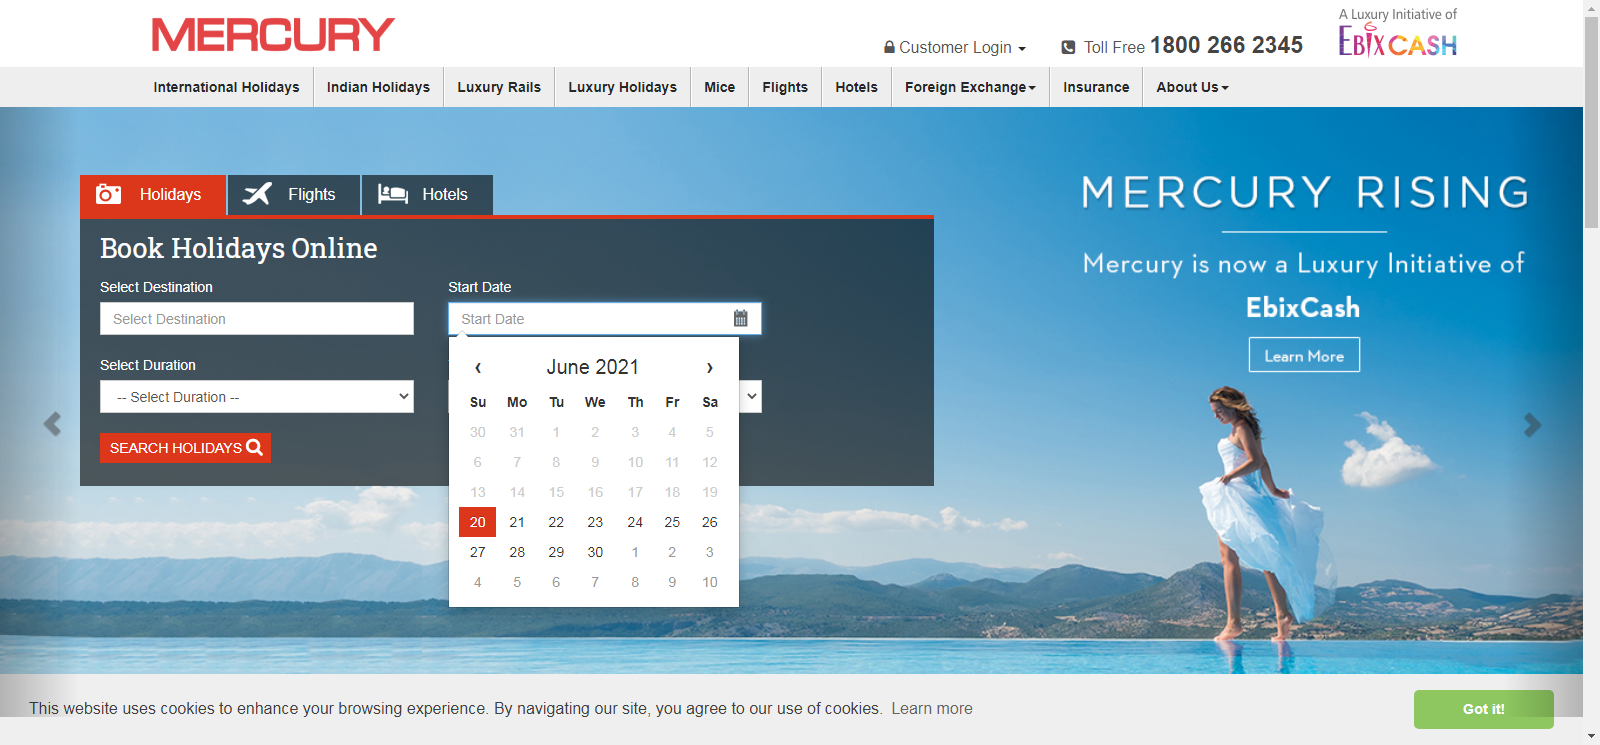 MERCURY
Customer Login
Toll Free 1800 266 2345
A Luxury Initiative of
EBIXCASH
International Holidays
Indian Holidays
Luxury Rails
Luxury Holidays
Mice
Flights
Hotels
Foreign Exchange
Insurance
About Us
Holidays
Flights
Hotels
Book Holidays Online
Select Destination
Select Destination
Start Date
Start Date
Select Duration
-- Select Duration --
SEARCH HOLIDAYS
‹ June 2021 ›
Su Mo Tu We Th Fr Sa
30 31 1 2 3 4 5
6 7 8 9 10 11 12
13 14 15 16 17 18 19
20 21 22 23 24 25 26
27 28 29 30 1 2 3
4 5 6 7 8 9 10
MERCURY RISING
Mercury is now a Luxury Initiative of
EbixCash
Learn More
This website uses cookies to enhance your browsing experience. By navigating our site, you agree to our use of cookies. Learn more
Got it!